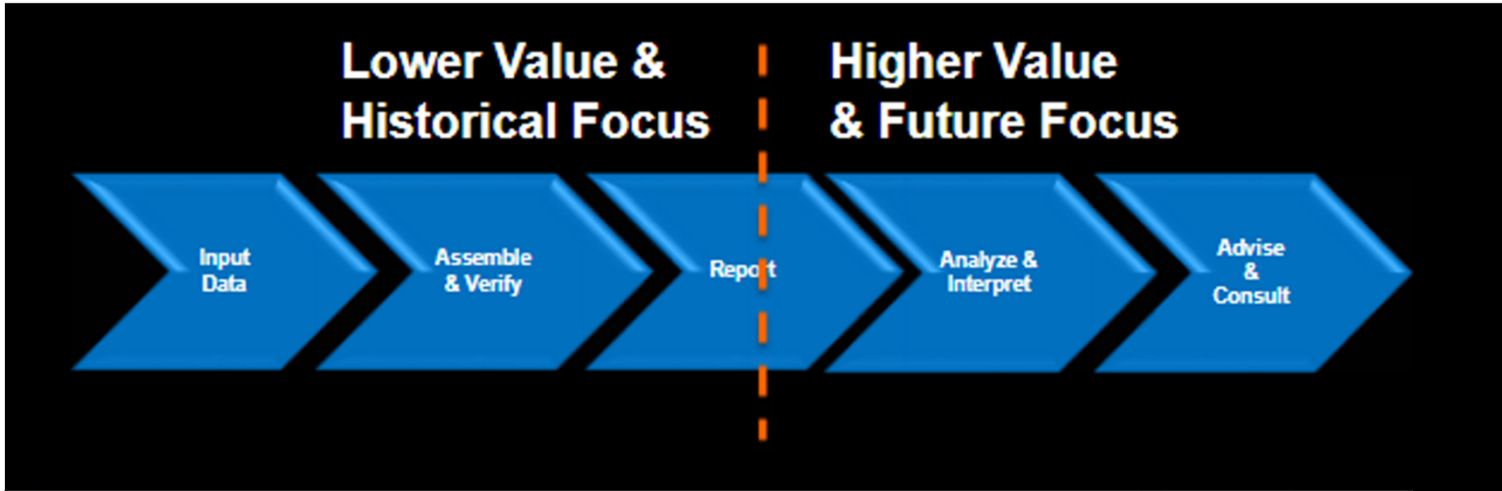 Lower Value &
Historical Focus
Higher Value
& Future Focus
Input
Data
Assemble
& Verify
Report
Analyze &
Interpret
Advise
&
Consult